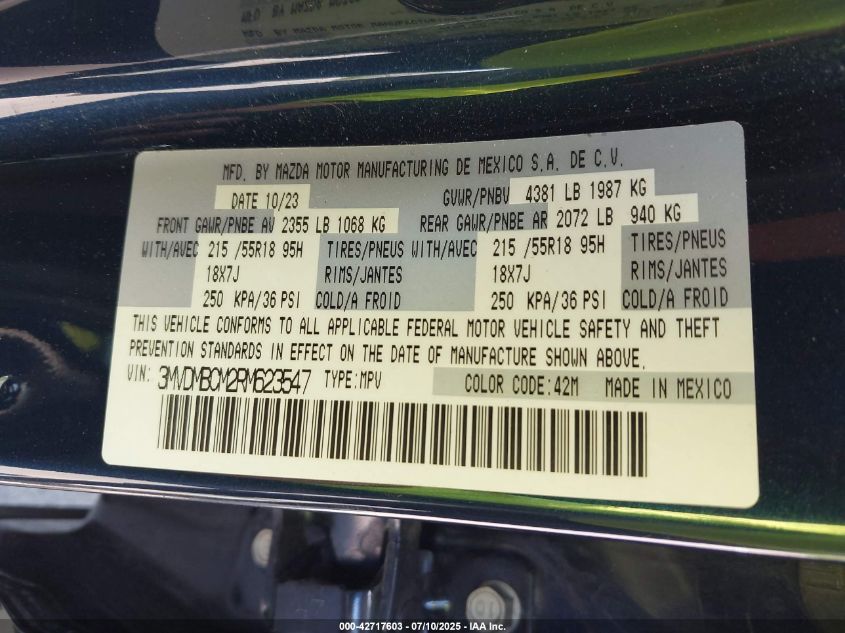 MFD. BY MAZDA MOTOR MANUFACTURING DE MEXICO S.A. DE C.V.
DATE 10/23 GVWR/PNBV 4381 LB 1987 KG
FRONT GAWR/PNBE AV 2355 LB 1068 KG REAR GAWR/PNBE AR 2072 LB 940 KG
WITH/AVEC 215 /55R18 95H TIRES/PNEUS WITH/AVEC 215 /55R18 95H TIRES/PNEUS
18X7J RIMS/JANTES 18X7J RIMS/JANTES
250 KPA/36 PSI COLD/A FROID 250 KPA/36 PSI COLD/A FROID
THIS VEHICLE CONFORMS TO ALL APPLICABLE FEDERAL MOTOR VEHICLE SAFETY AND THEFT
PREVENTION STANDARDS IN EFFECT ON THE DATE OF MANUFACTURE SHOWN ABOVE.
VIN: 3MVDMBCM2RM623547 TYPE:MPV COLOR CODE:42M MADE IN MEXICO
000-42717603 - 07/10/2025 - IAA, Inc.